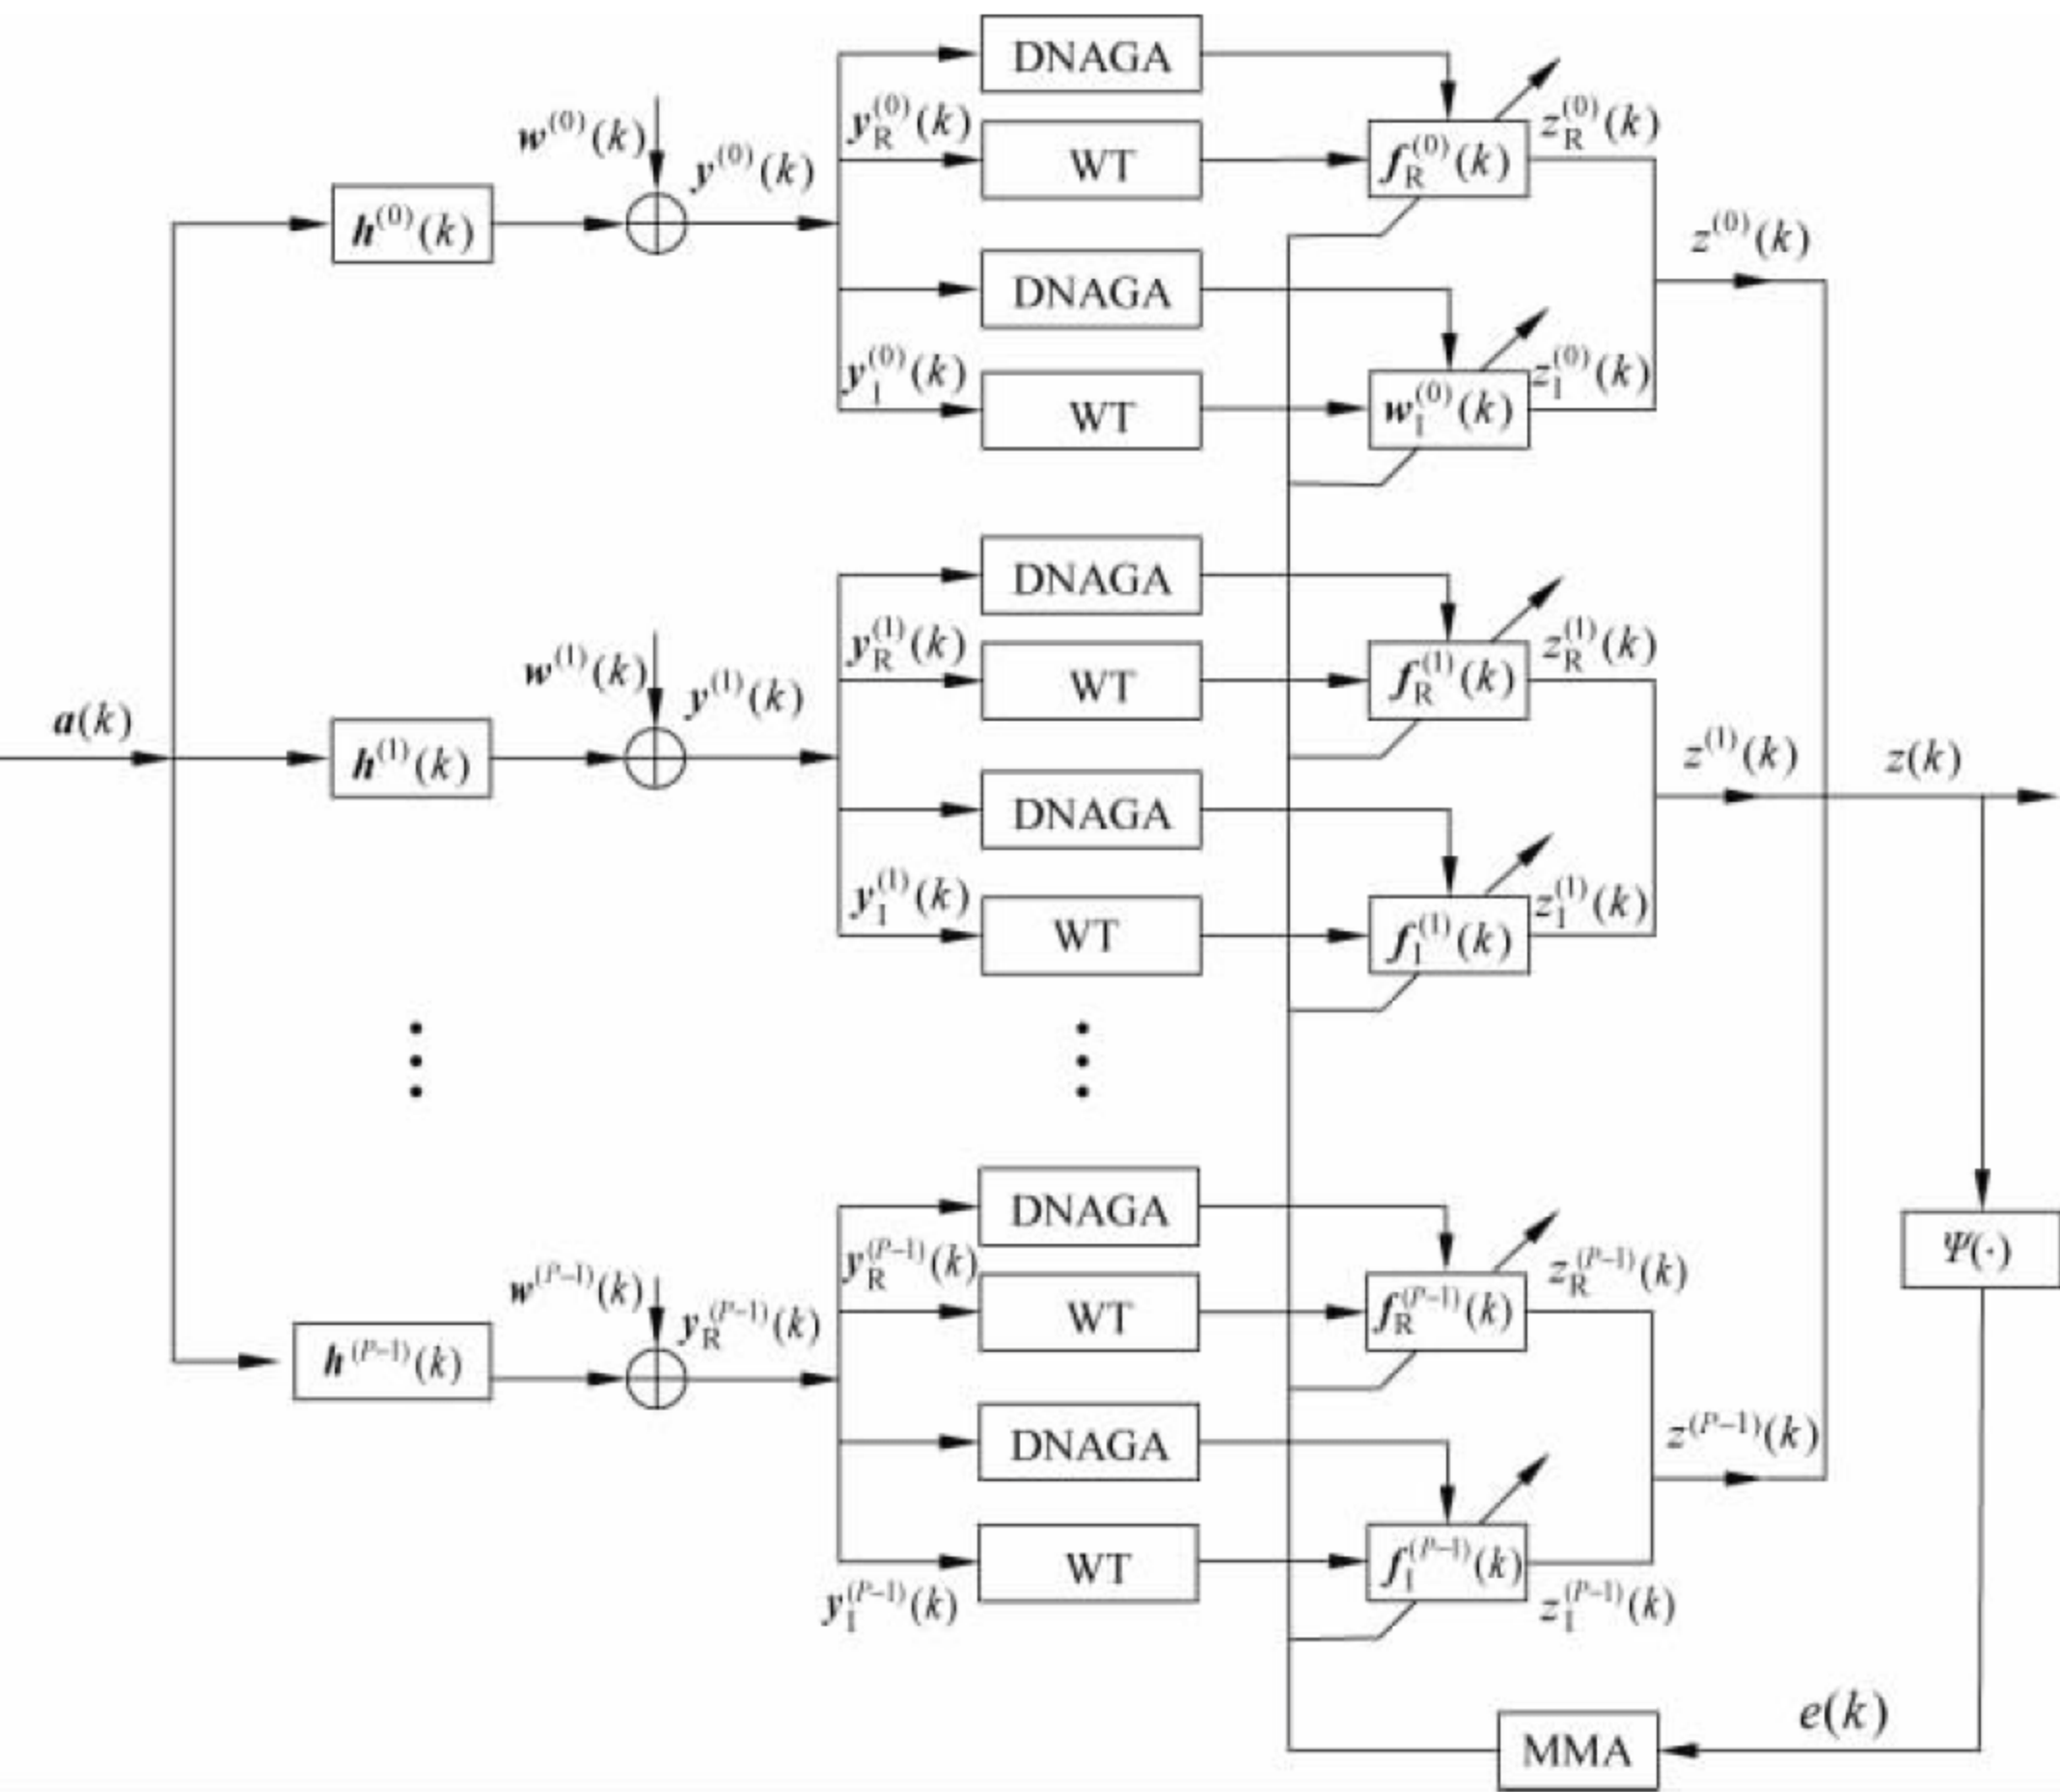 DNAGA
w^(0)(k)
y^(0)(k)
y_R^(0)(k)
WT
f_R^(0)(k)
z_R^(0)(k)
h^(0)(k)
z^(0)(k)
DNAGA
y_I^(0)(k)
WT
w_I^(0)(k)
z_I^(0)(k)
DNAGA
w^(1)(k)
y^(1)(k)
y_R^(1)(k)
WT
f_R^(1)(k)
z_R^(1)(k)
a(k)
h^(1)(k)
z^(1)(k)
z(k)
DNAGA
y_I^(1)(k)
WT
f_I^(1)(k)
z_I^(1)(k)
DNAGA
w^(P−1)(k)
y_R^(P−1)(k)
y_R^(P−1)(k)
WT
f_R^(P−1)(k)
z_R^(P−1)(k)
Ψ(·)
h^(P−1)(k)
DNAGA
z^(P−1)(k)
y_I^(P−1)(k)
WT
f_I^(P−1)(k)
z_I^(P−1)(k)
MMA
e(k)